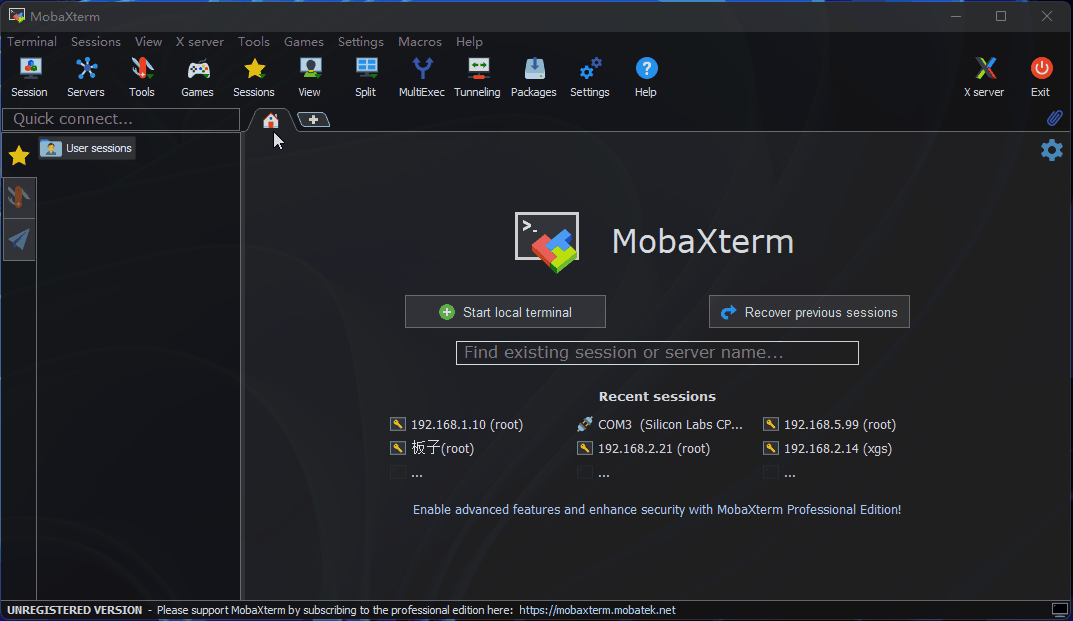 MobaXterm
Terminal Sessions View X server Tools Games Settings Macros Help
Session Servers Tools Games Sessions View Split MultiExec Tunneling Packages Settings Help X server Exit
Quick connect...
User sessions
>_
MobaXterm
Start local terminal Recover previous sessions
Find existing session or server name...
Recent sessions
192.168.1.10 (root) COM3 (Silicon Labs CP... 192.168.5.99 (root)
板子(root) 192.168.2.21 (root) 192.168.2.14 (xgs)
... ... ...
Enable advanced features and enhance security with MobaXterm Professional Edition!
UNREGISTERED VERSION - Please support MobaXterm by subscribing to the professional edition here: https://mobaxterm.mobatek.net